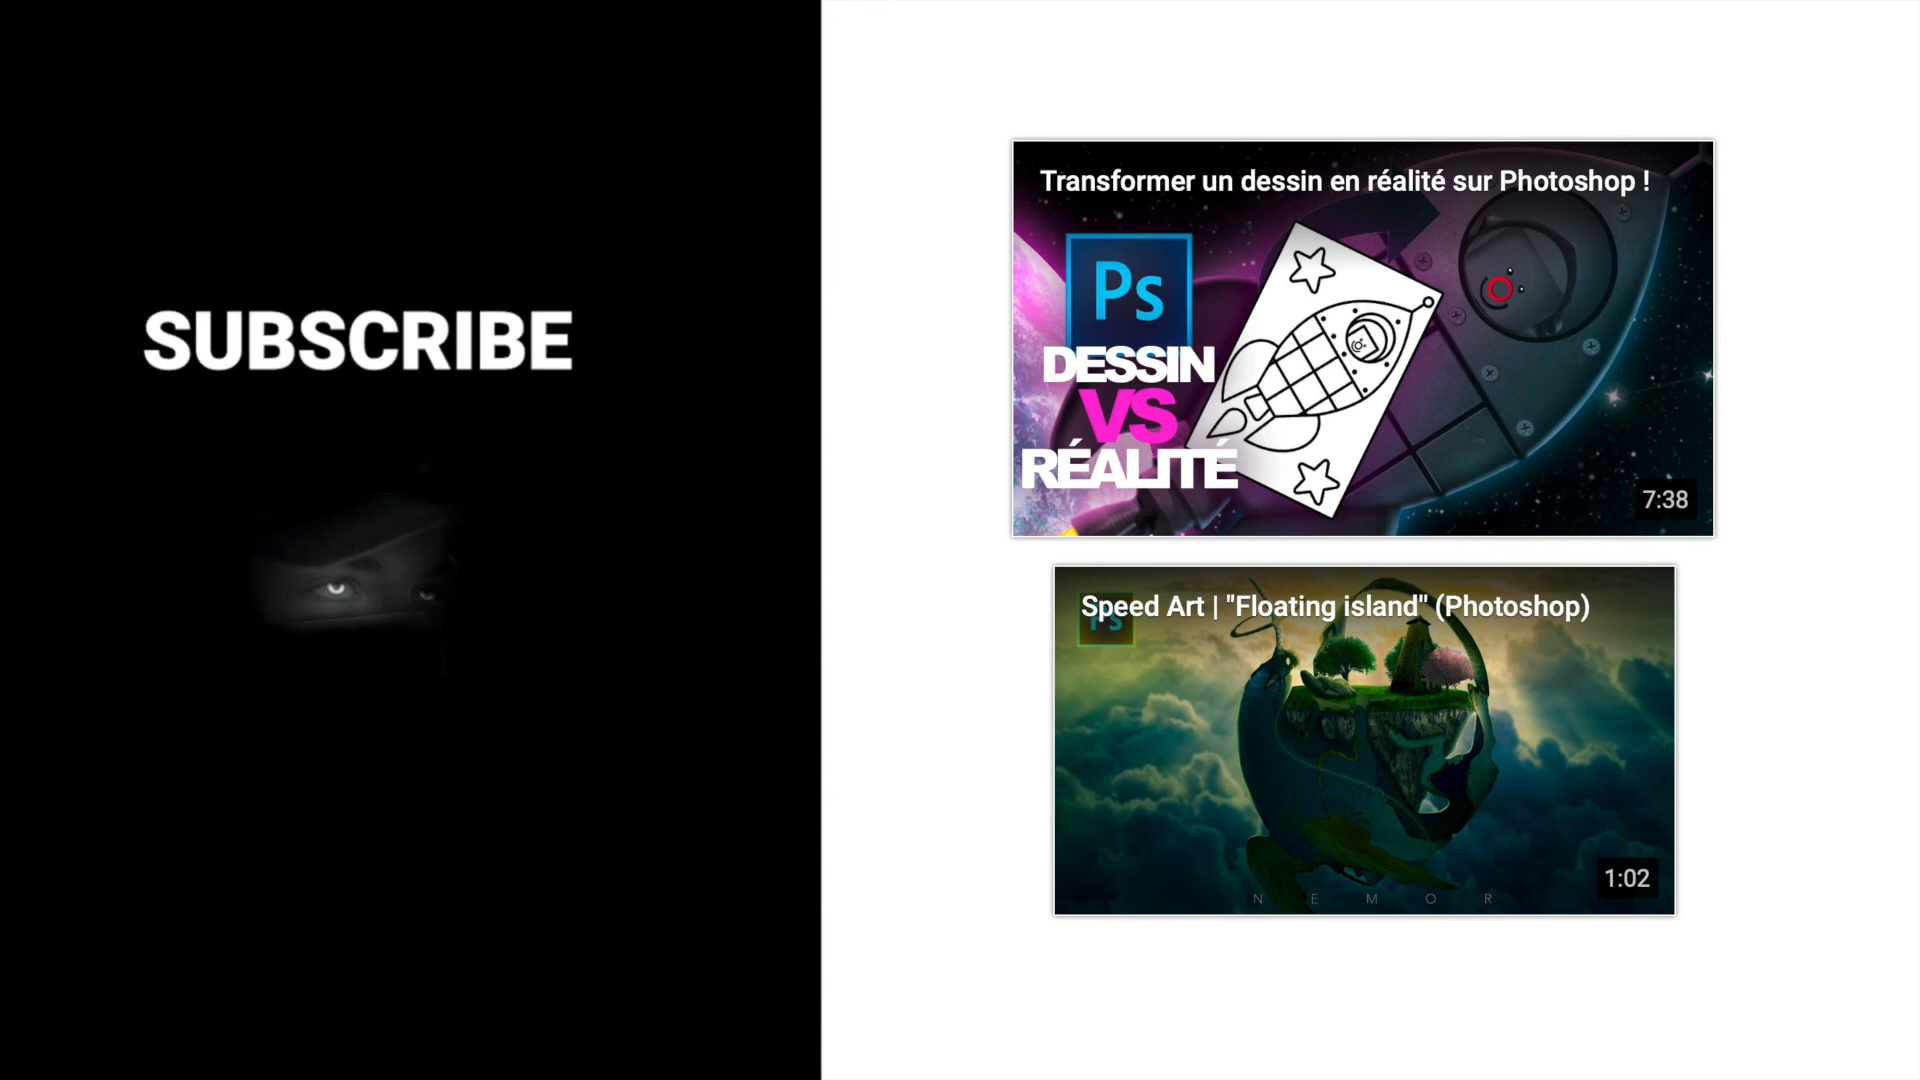 SUBSCRIBE
Transformer un dessin en réalité sur Photoshop !
Ps
DESSIN
VS
RÉALITÉ
7:38
Speed Art | "Floating island" (Photoshop)
Ps
1:02
N E M O R